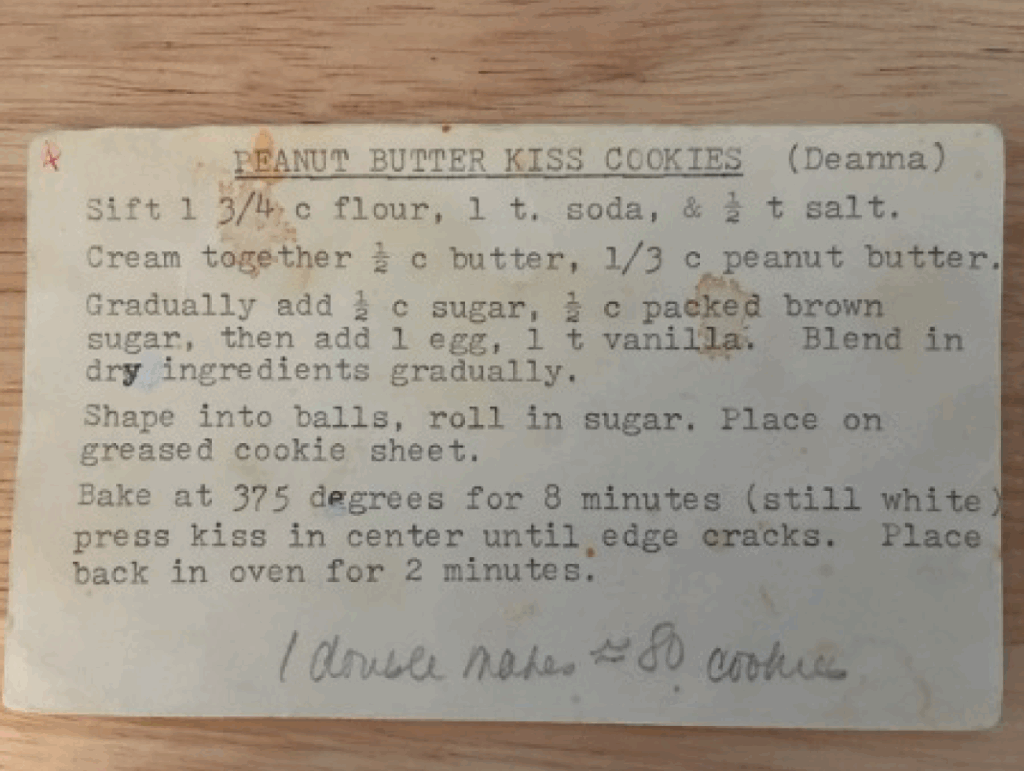 PEANUT BUTTER KISS COOKIES (Deanna)
Sift 1 3/4 c flour, 1 t. soda, & ½ t salt.
Cream together ½ c butter, 1/3 c peanut butter.
Gradually add ½ c sugar, ½ c packed brown
sugar, then add 1 egg, 1 t vanilla. Blend in
dry ingredients gradually.
Shape into balls, roll in sugar. Place on
greased cookie sheet.
Bake at 375 degrees for 8 minutes (still white)
press kiss in center until edge cracks. Place
back in oven for 2 minutes.
1 double makes ≈ 80 cookies